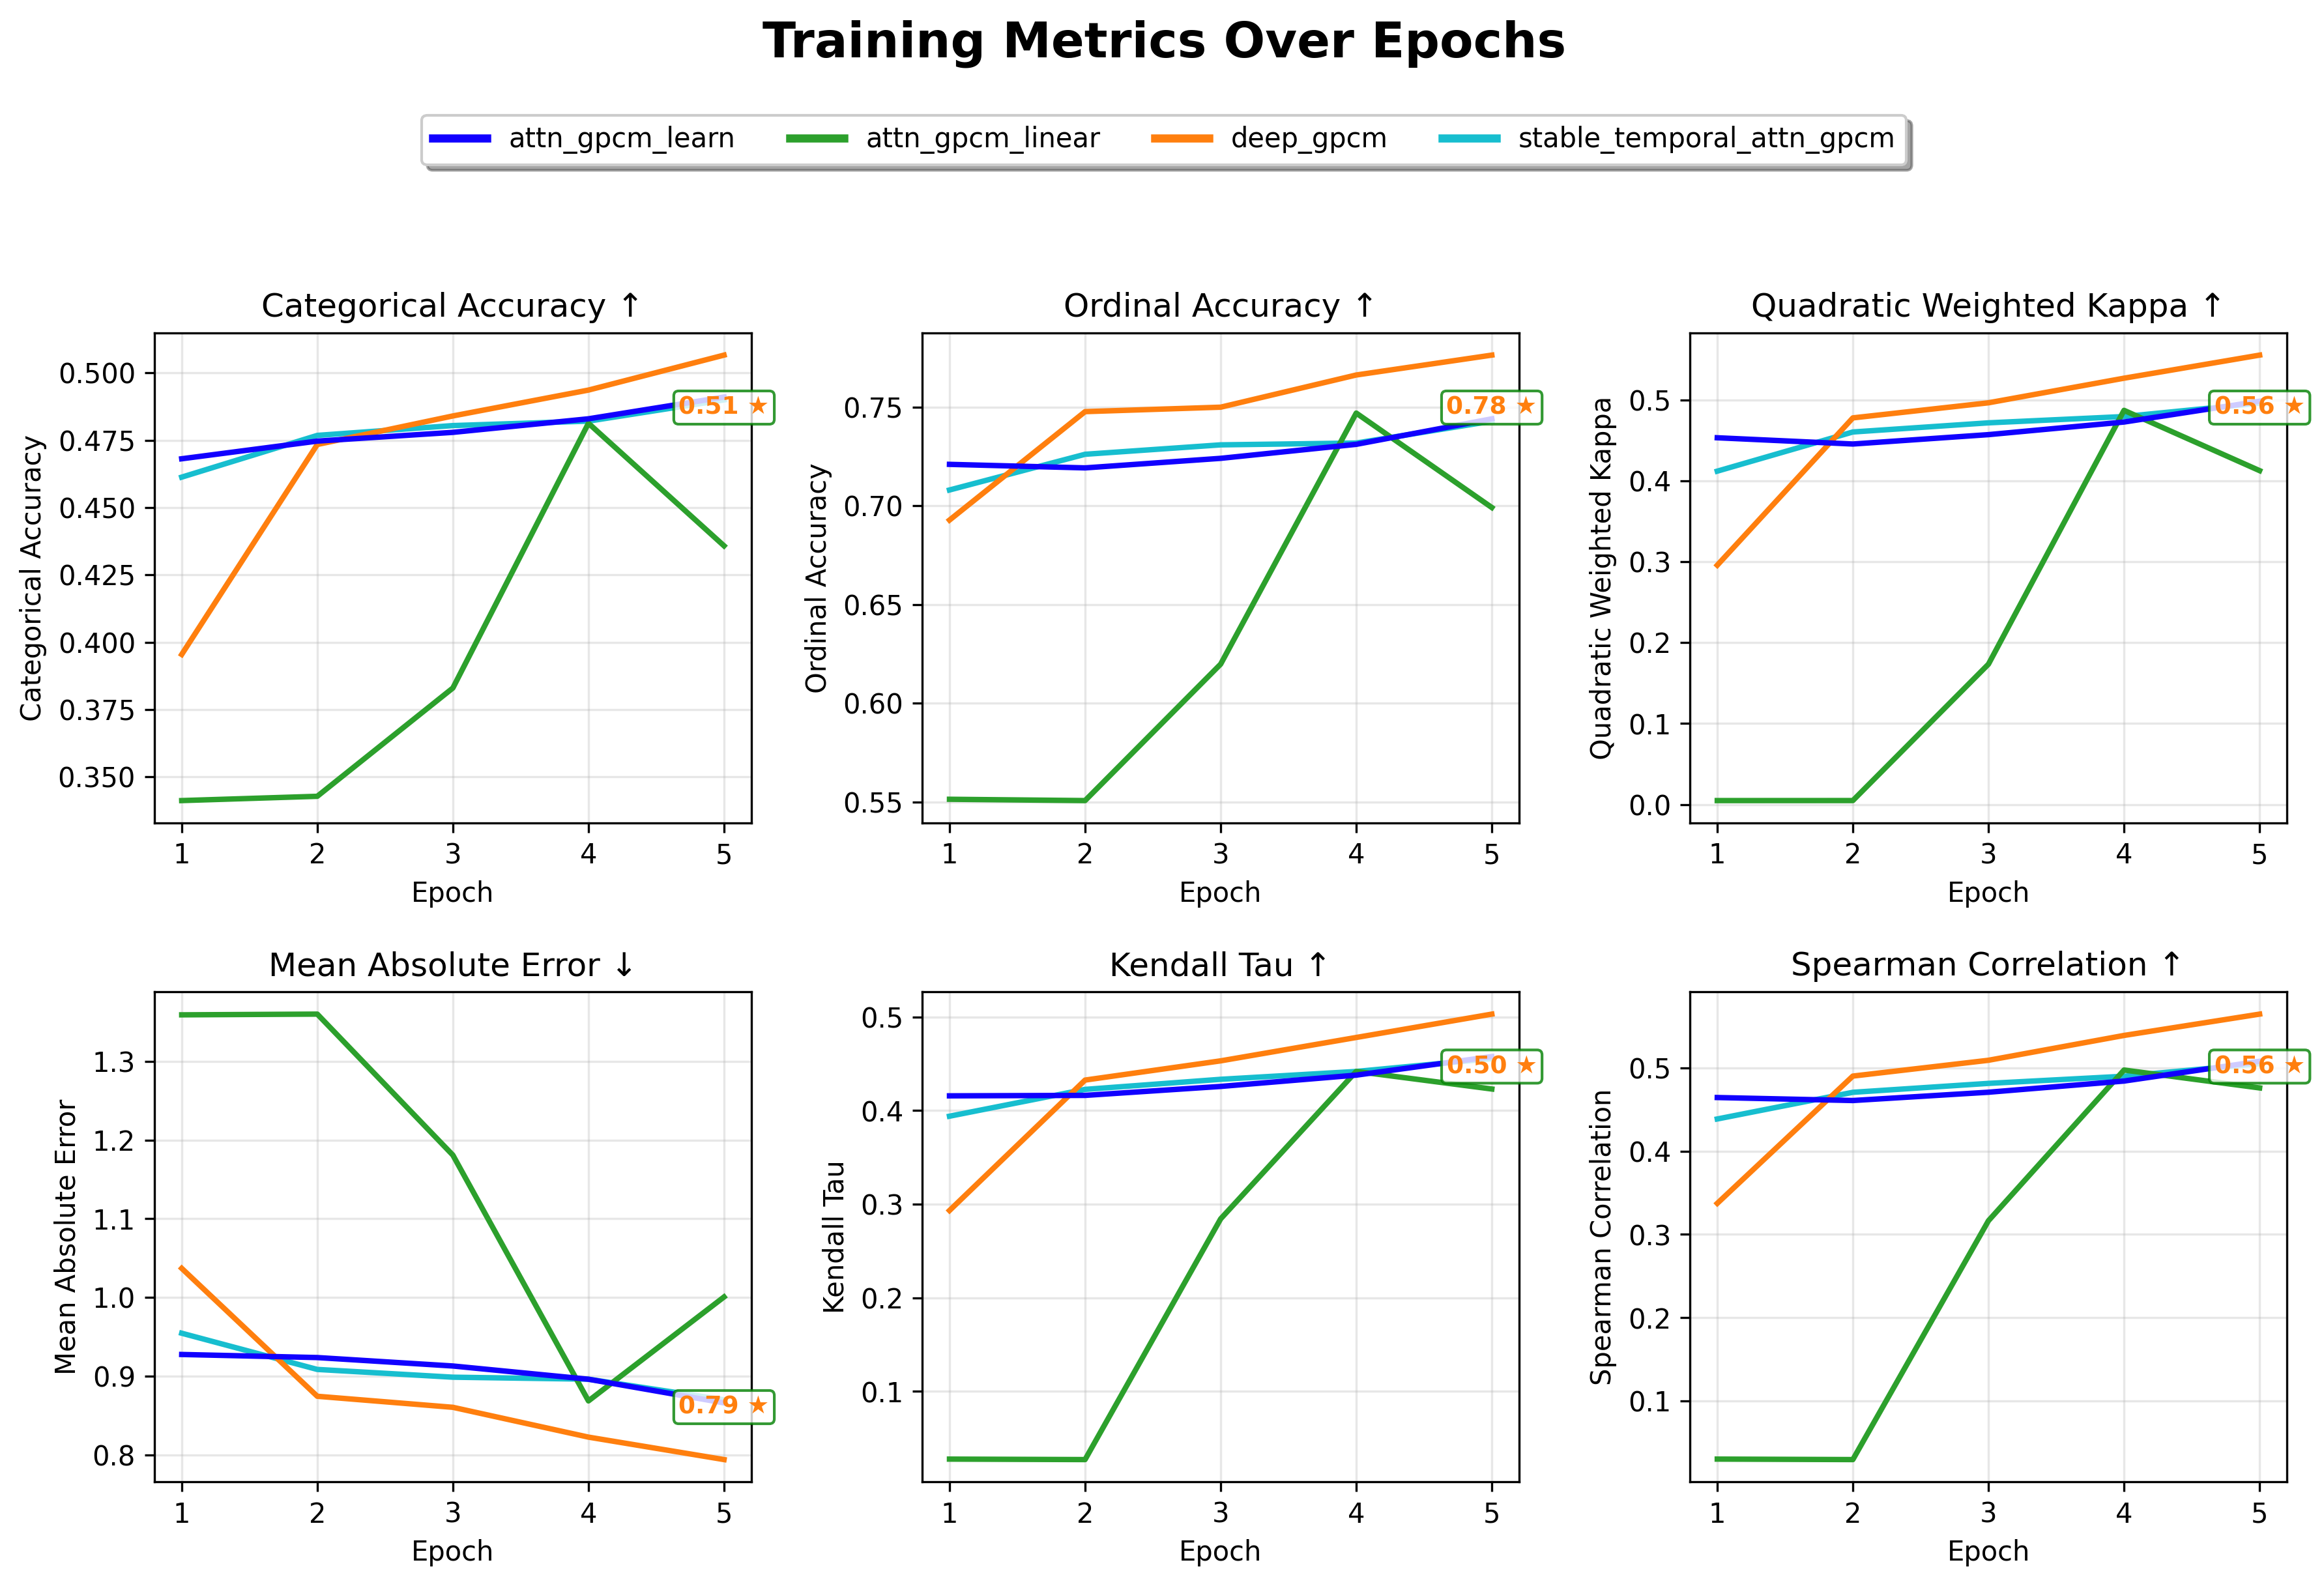 Training Metrics Over Epochs
attn_gpcm_learn attn_gpcm_linear deep_gpcm stable_temporal_attn_gpcm
Categorical Accuracy ↑
Categorical Accuracy
0.500
0.475
0.450
0.425
0.400
0.375
0.350
0.51 ★
1 2 3 4 5
Epoch
Ordinal Accuracy ↑
Ordinal Accuracy
0.75
0.70
0.65
0.60
0.55
0.78 ★
1 2 3 4 5
Epoch
Quadratic Weighted Kappa ↑
Quadratic Weighted Kappa
0.5
0.4
0.3
0.2
0.1
0.0
0.56 ★
1 2 3 4 5
Epoch
Mean Absolute Error ↓
Mean Absolute Error
1.3
1.2
1.1
1.0
0.9
0.8
0.79 ★
1 2 3 4 5
Epoch
Kendall Tau ↑
Kendall Tau
0.5
0.4
0.3
0.2
0.1
0.50 ★
1 2 3 4 5
Epoch
Spearman Correlation ↑
Spearman Correlation
0.5
0.4
0.3
0.2
0.1
0.56 ★
1 2 3 4 5
Epoch